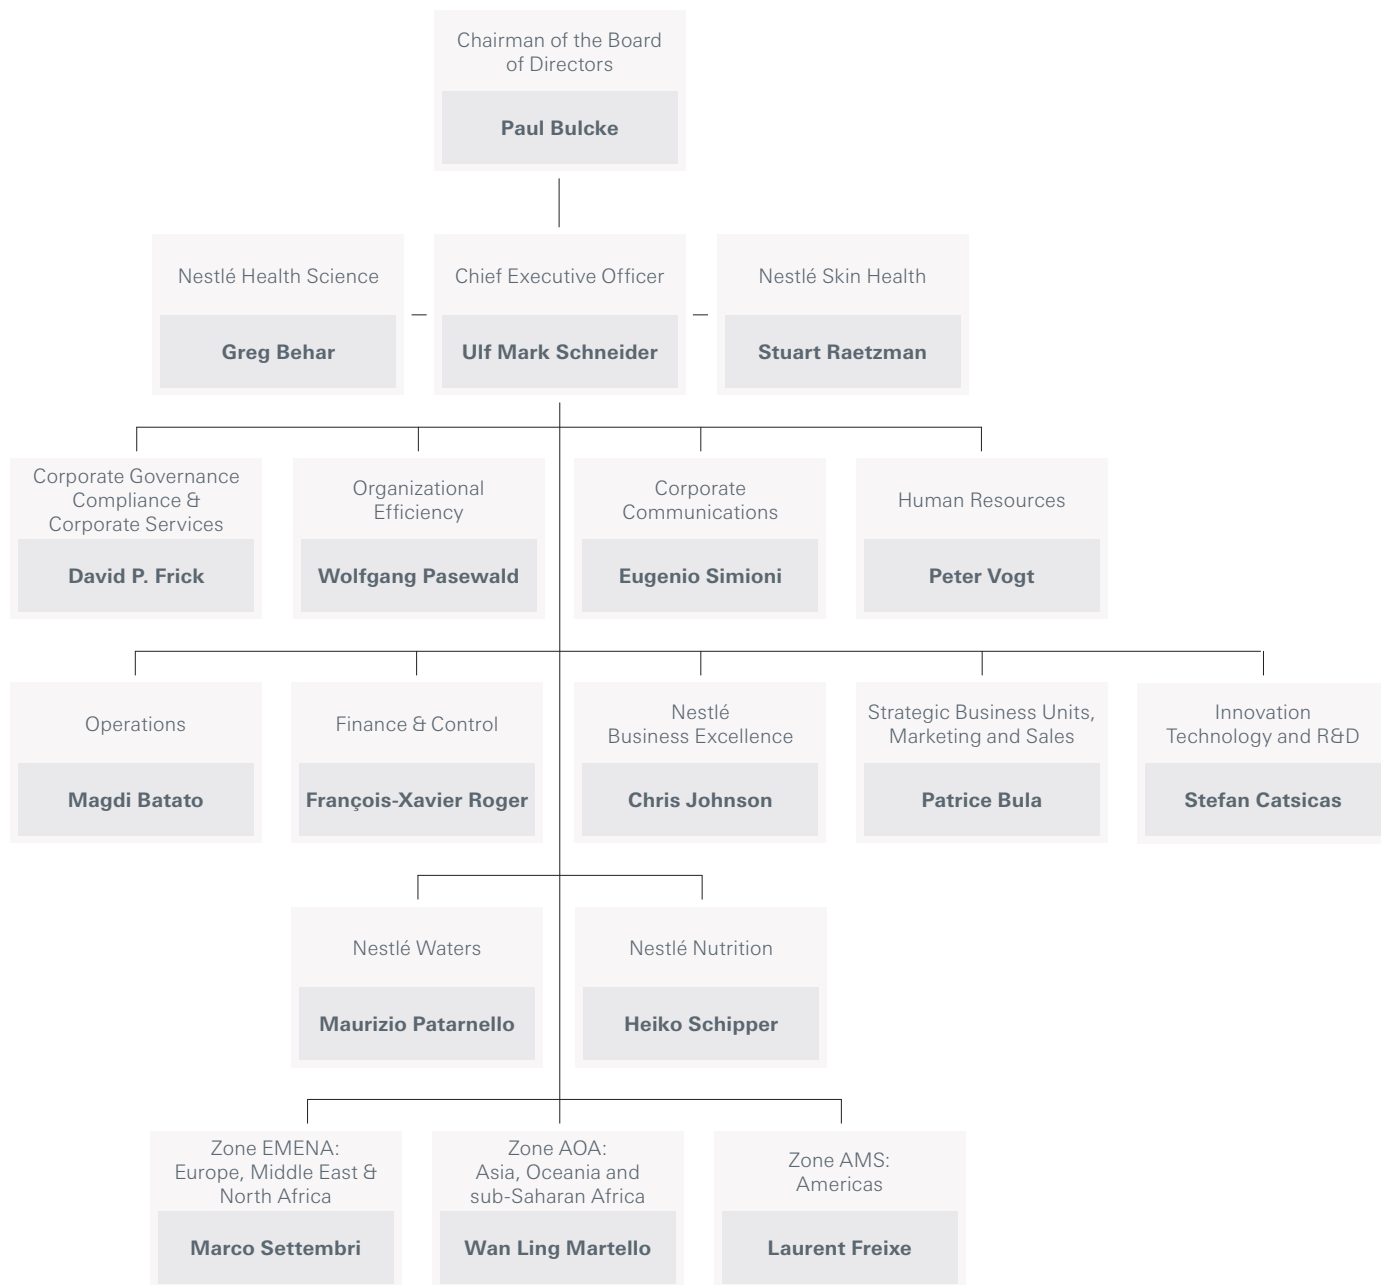 Chairman of the Board
of Directors
Paul Bulcke
Nestlé Health Science
Greg Behar
Chief Executive Officer
Ulf Mark Schneider
Nestlé Skin Health
Stuart Raetzman
Corporate Governance
Compliance &
Corporate Services
David P. Frick
Organizational
Efficiency
Wolfgang Pasewald
Corporate
Communications
Eugenio Simioni
Human Resources
Peter Vogt
Operations
Magdi Batato
Finance & Control
François-Xavier Roger
Nestlé
Business Excellence
Chris Johnson
Strategic Business Units,
Marketing and Sales
Patrice Bula
Innovation
Technology and R&D
Stefan Catsicas
Nestlé Waters
Maurizio Patarnello
Nestlé Nutrition
Heiko Schipper
Zone EMENA:
Europe, Middle East &
North Africa
Marco Settembri
Zone AOA:
Asia, Oceania and
sub-Saharan Africa
Wan Ling Martello
Zone AMS:
Americas
Laurent Freixe